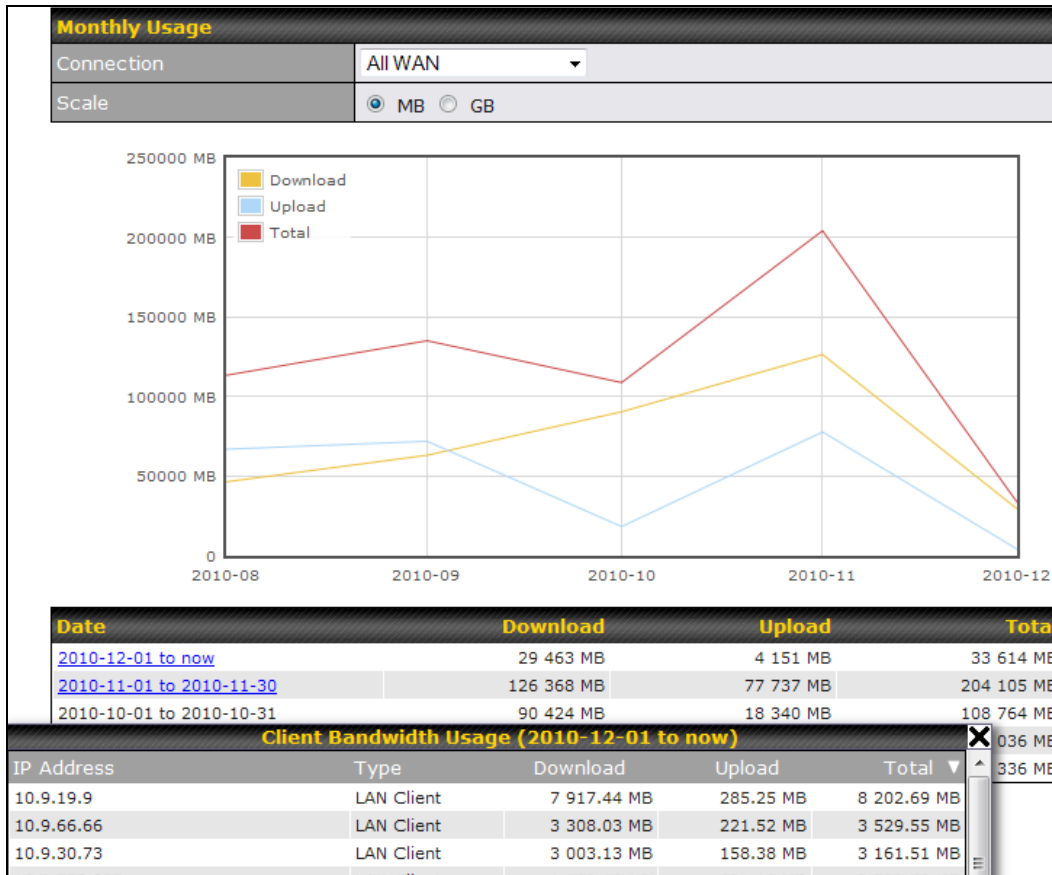 Monthly Usage
Connection All WAN
Scale MB GB
250000 MB
Download
Upload
200000 MB
Total
150000 MB
100000 MB
50000 MB
0
2010-08 2010-09 2010-10 2010-11 2010-12
Date Download Upload Tota
2010-12-01 to now 29 463 MB 4 151 MB 33 614 MB
2010-11-01 to 2010-11-30 126 368 MB 77 737 MB 204 105 MB
2010-10-01 to 2010-10-31 90 424 MB 18 340 MB 108 764 MB
Client Bandwidth Usage (2010-12-01 to now) 036 MB
IP Address Type Download Upload Total 336 MB
10.9.19.9 LAN Client 7 917.44 MB 285.25 MB 8 202.69 MB
10.9.66.66 LAN Client 3 308.03 MB 221.52 MB 3 529.55 MB
10.9.30.73 LAN Client 3 003.13 MB 158.38 MB 3 161.51 MB